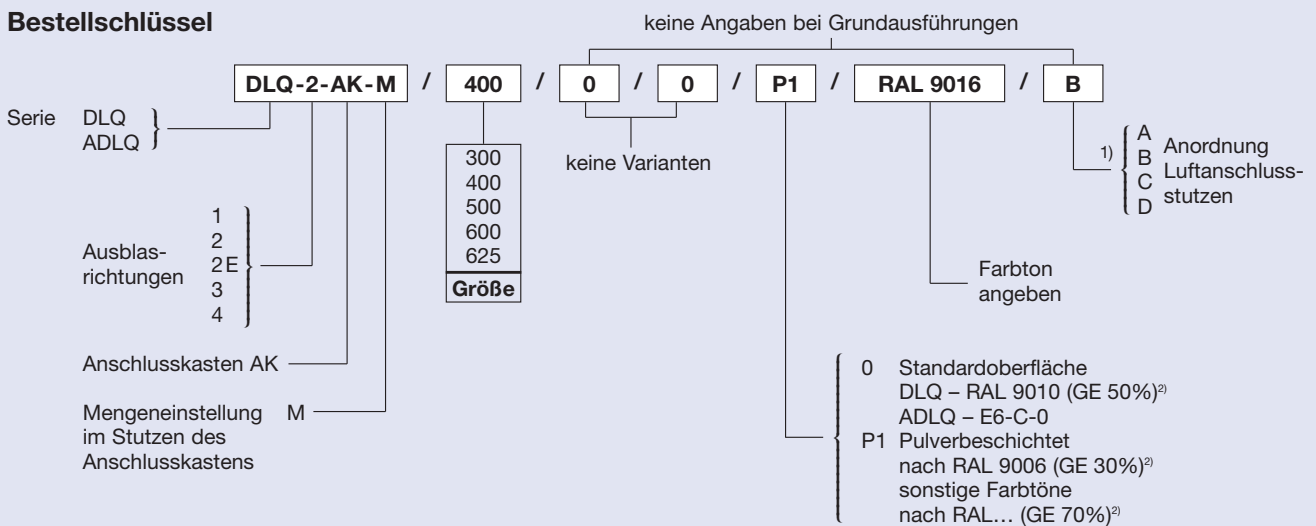 Bestellschlüssel
keine Angaben bei Grundausführungen
DLQ-2-AK-M / 400 / 0 / 0 / P1 / RAL 9016 / B
Serie DLQ
ADLQ
300
400
500
600
625
Größe
keine Varianten
1) A
B
C
D
Anordnung
Luftanschluss-
stutzen
Ausblas-
richtungen
1
2
2E
3
4
Farbton
angeben
Anschlusskasten AK
Mengeneinstellung M
im Stutzen des
Anschlusskastens
0 Standardoberfläche
DLQ – RAL 9010 (GE 50%)2)
ADLQ – E6-C-0
P1 Pulverbeschichtet
nach RAL 9006 (GE 30%)2)
sonstige Farbtöne
nach RAL... (GE 70%)2)